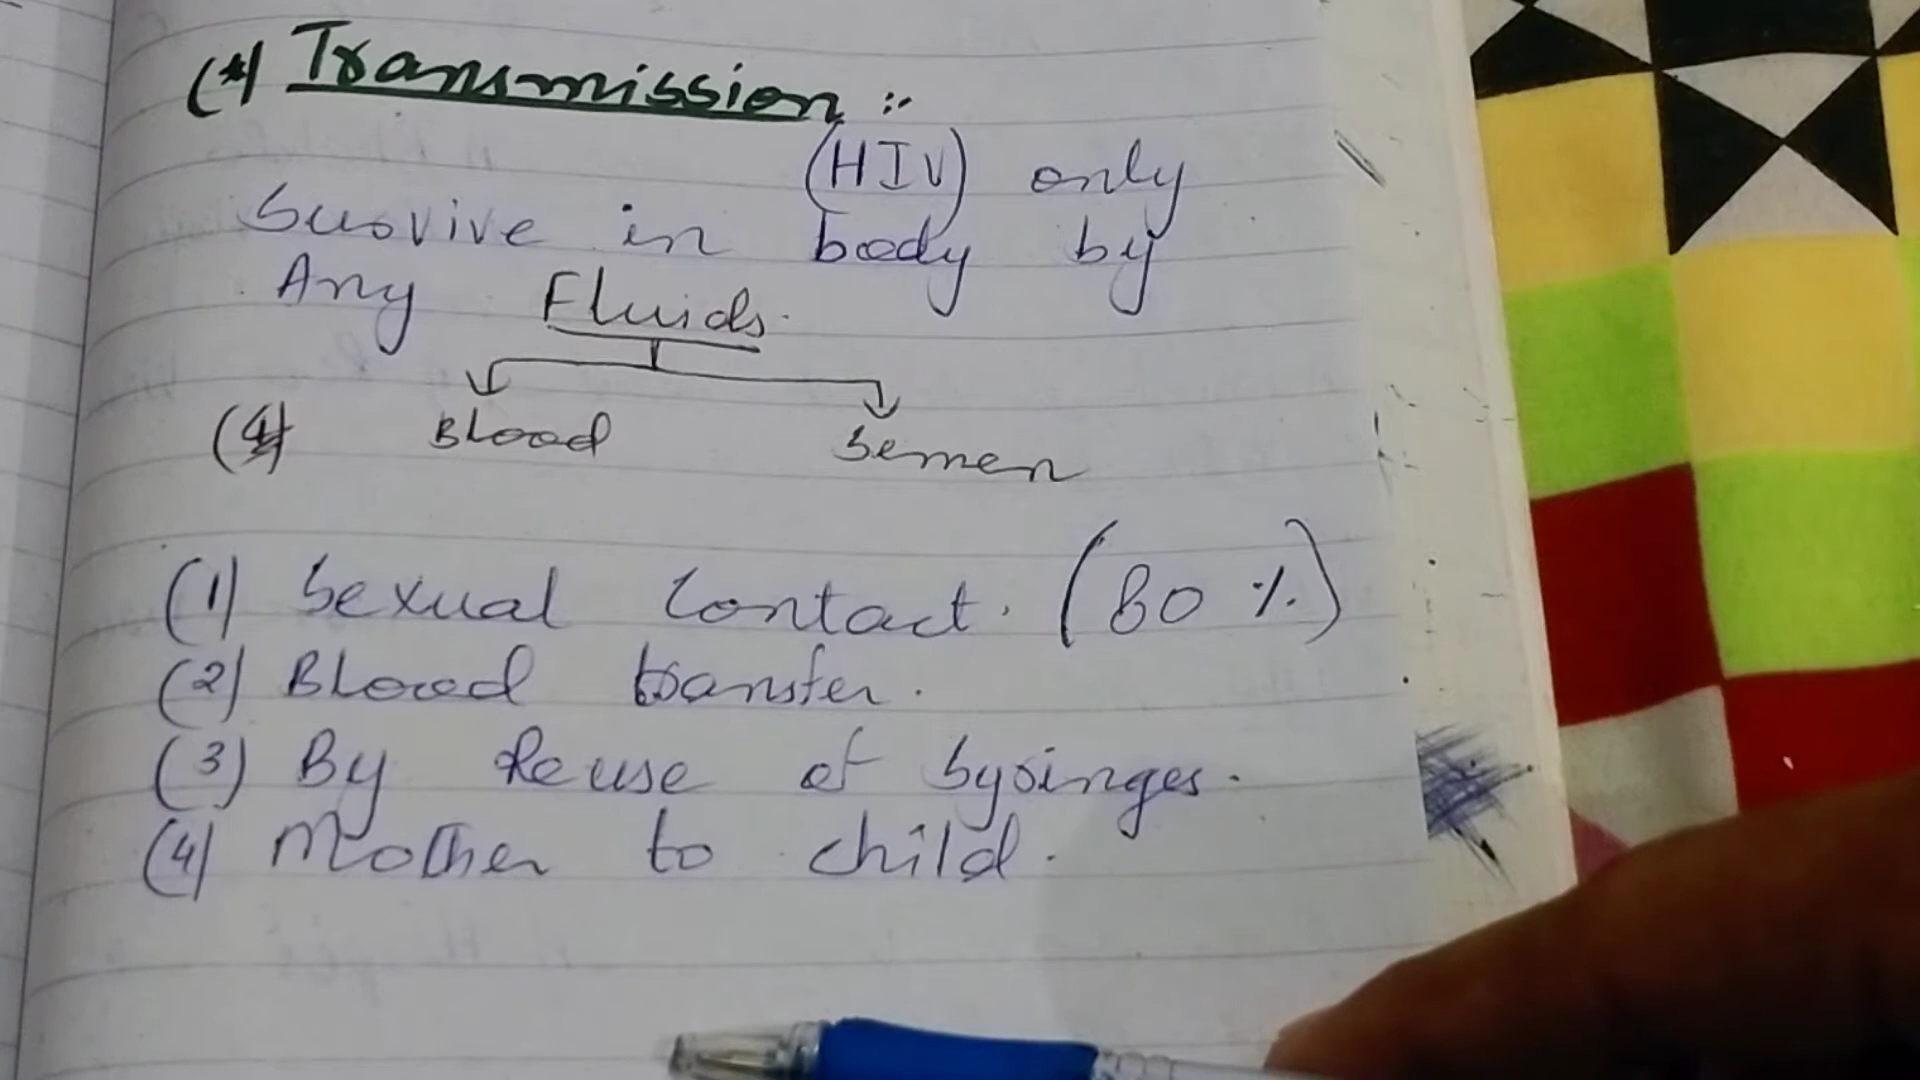 (*) Transmission :-
(HIV) only
Survive in body by
Any Fluids.
Blood Semen
(1) Sexual Contact. (80 %)
(2) Blood transfer.
(3) By Reuse of Syringes.
(4) Mother to child.